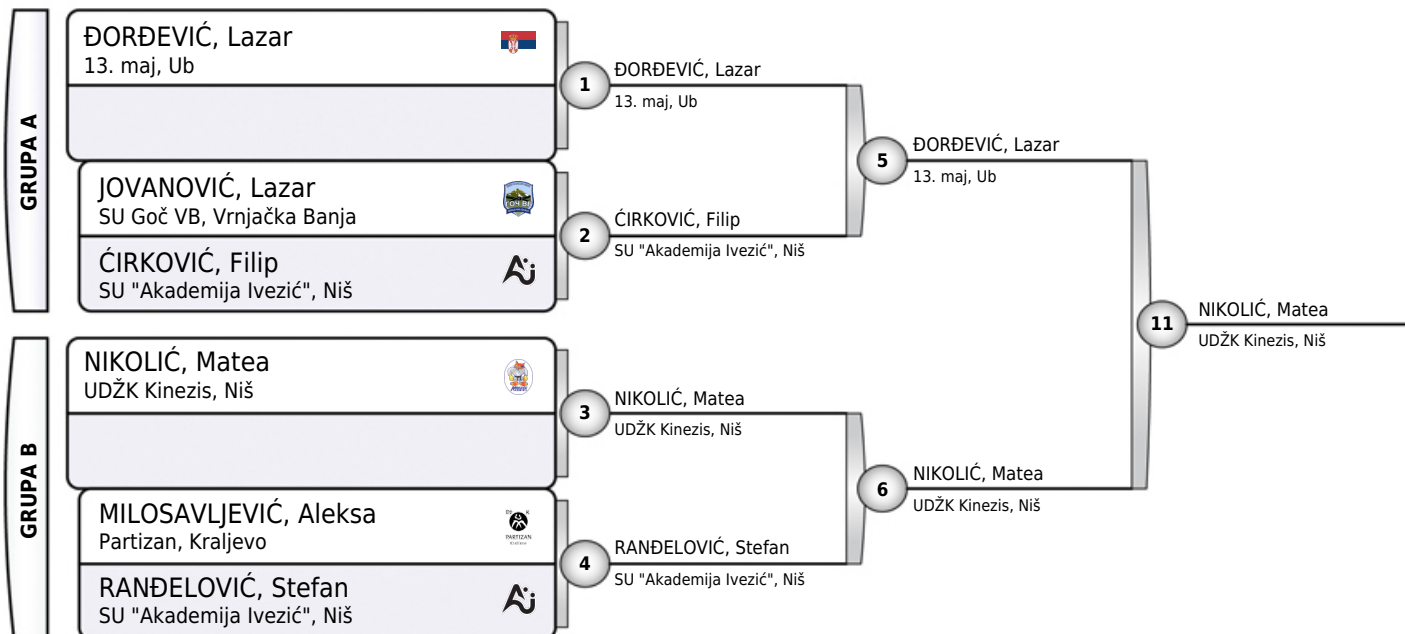 GRUPA A
ĐORĐEVIĆ, Lazar
13. maj, Ub
JOVANOVIĆ, Lazar
SU Goč VB, Vrnjačka Banja
ĆIRKOVIĆ, Filip
SU "Akademija Ivezić", Niš
1
ĐORĐEVIĆ, Lazar
13. maj, Ub
2
ĆIRKOVIĆ, Filip
SU "Akademija Ivezić", Niš
5
ĐORĐEVIĆ, Lazar
13. maj, Ub
GRUPA B
NIKOLIĆ, Matea
UDŽK Kinezis, Niš
MILOSAVLJEVIĆ, Aleksa
Partizan, Kraljevo
PARTIZAN
RANĐELOVIĆ, Stefan
SU "Akademija Ivezić", Niš
3
NIKOLIĆ, Matea
UDŽK Kinezis, Niš
4
RANĐELOVIĆ, Stefan
SU "Akademija Ivezić", Niš
6
NIKOLIĆ, Matea
UDŽK Kinezis, Niš
11
NIKOLIĆ, Matea
UDŽK Kinezis, Niš